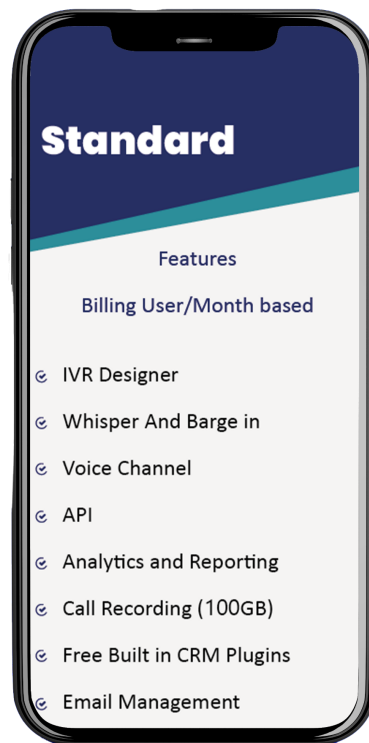 Standard
Features
Billing User/Month based
IVR Designer
Whisper And Barge in
Voice Channel
API
Analytics and Reporting
Call Recording (100GB)
Free Built in CRM Plugins
Email Management